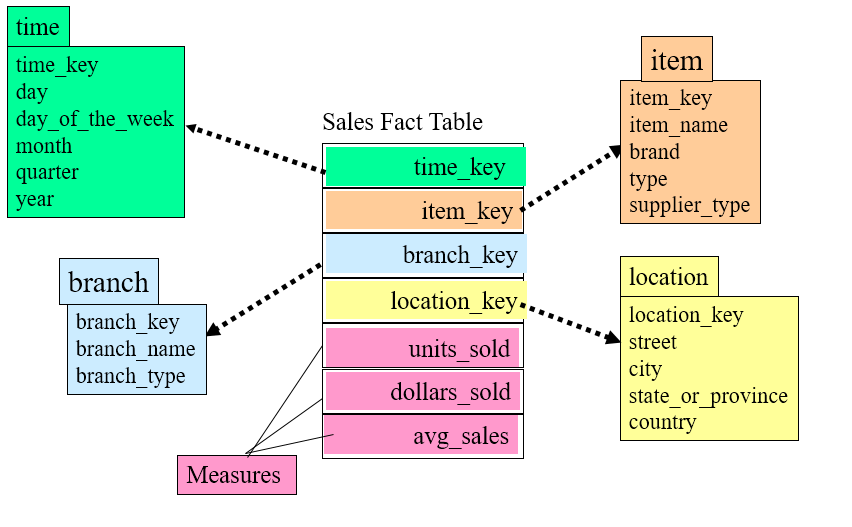 time
time_key
day
day_of_the_week
month
quarter
year
item
item_key
item_name
brand
type
supplier_type
Sales Fact Table
time_key
item_key
branch_key
location_key
units_sold
dollars_sold
avg_sales
branch
branch_key
branch_name
branch_type
location
location_key
street
city
state_or_province
country
Measures